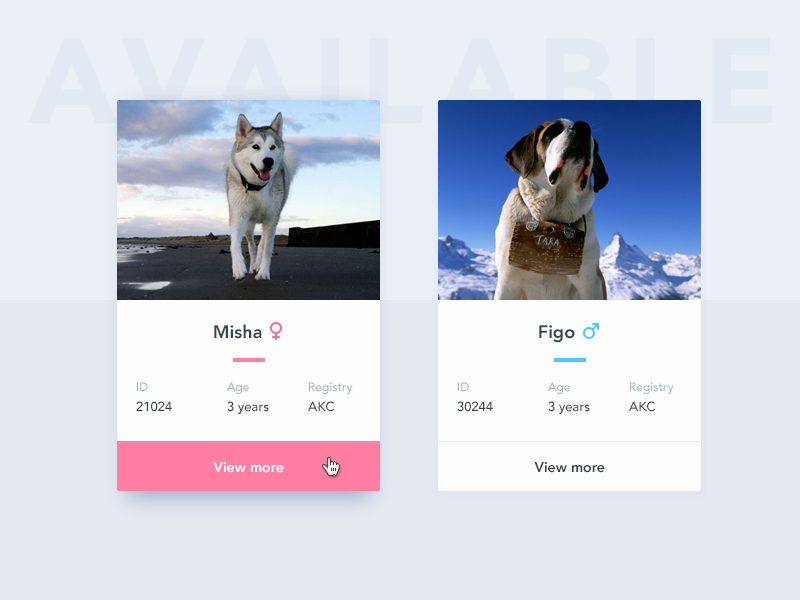 AVAILABLE
TARA
Misha ♀
Figo ♂
ID Age Registry
21024 3 years AKC
ID Age Registry
30244 3 years AKC
View more
View more